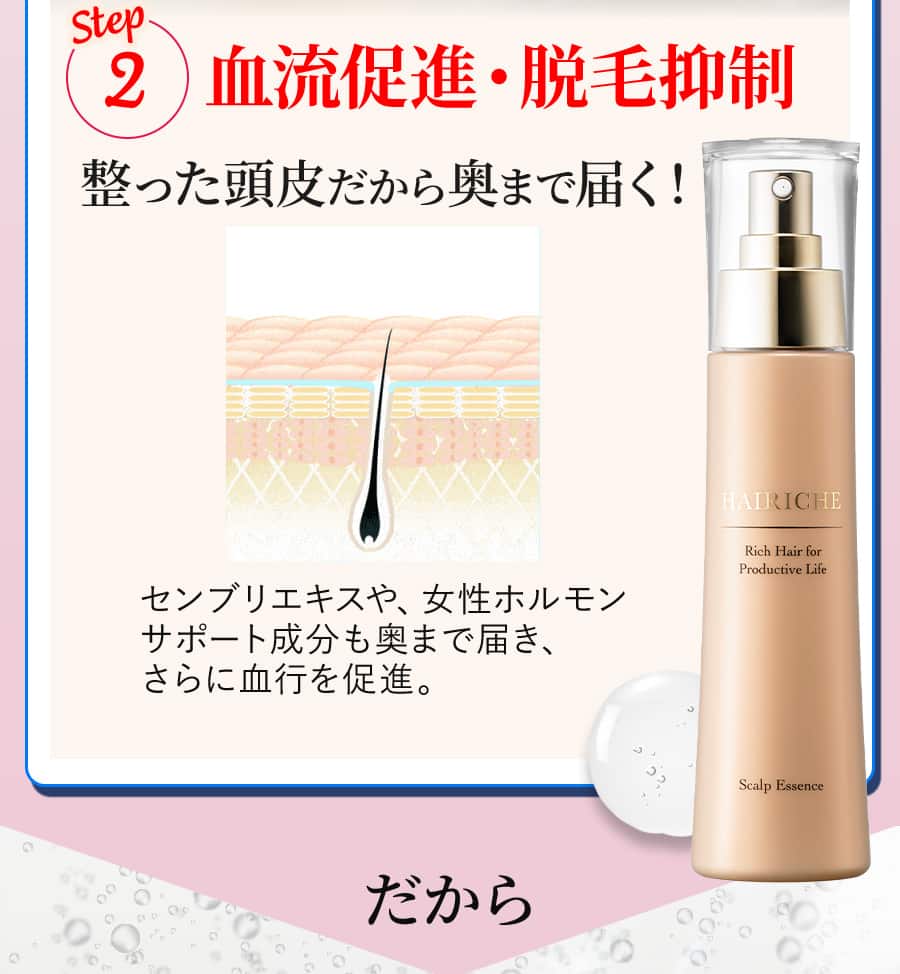 Step
2
血流促進・脱毛抑制
整った頭皮だから奥まで届く！
センブリエキスや、女性ホルモン
サポート成分も奥まで届き、
さらに血行を促進。
HAIRICHE
Rich Hair for
Productive Life
Scalp Essence
だから